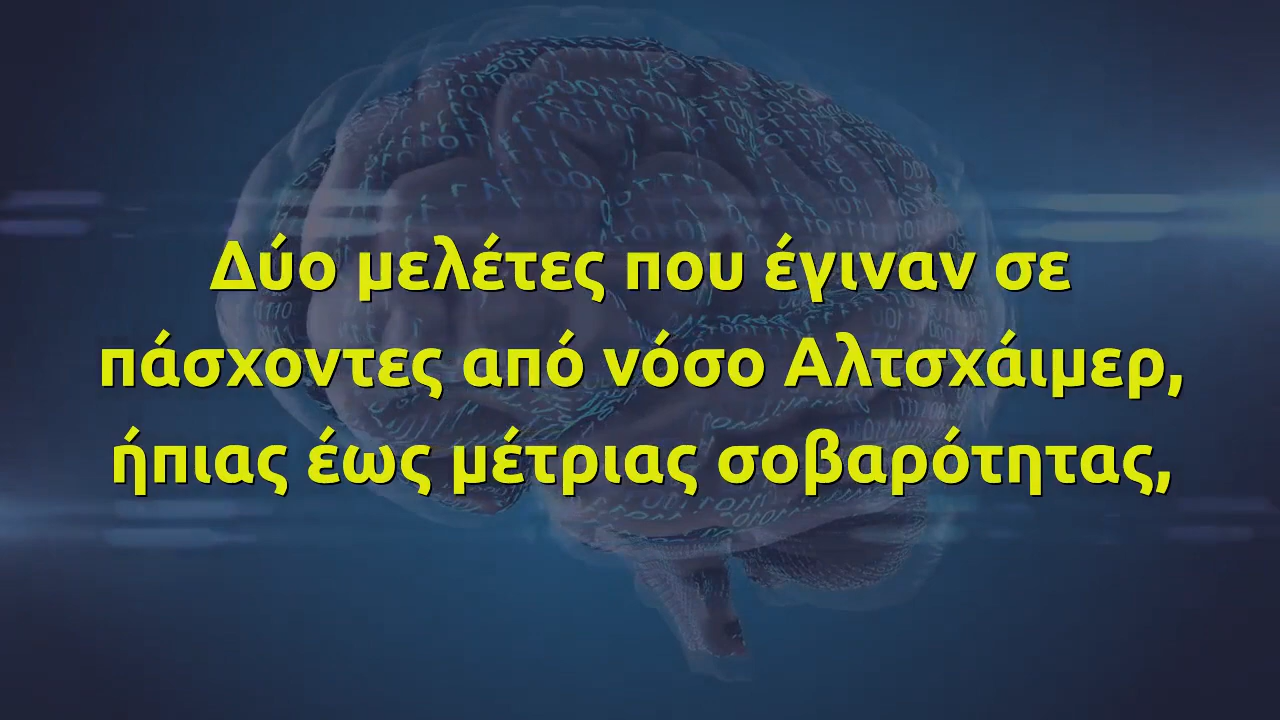 Δύο μελέτες που έγιναν σε
πάσχοντες από νόσο Αλτσχάιμερ,
ήπιας έως μέτριας σοβαρότητας,